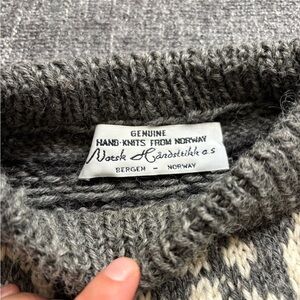 GENUINE
HAND-KNITS FROM NORWAY
Norsk Håndstrikk a.s
BERGEN - NORWAY